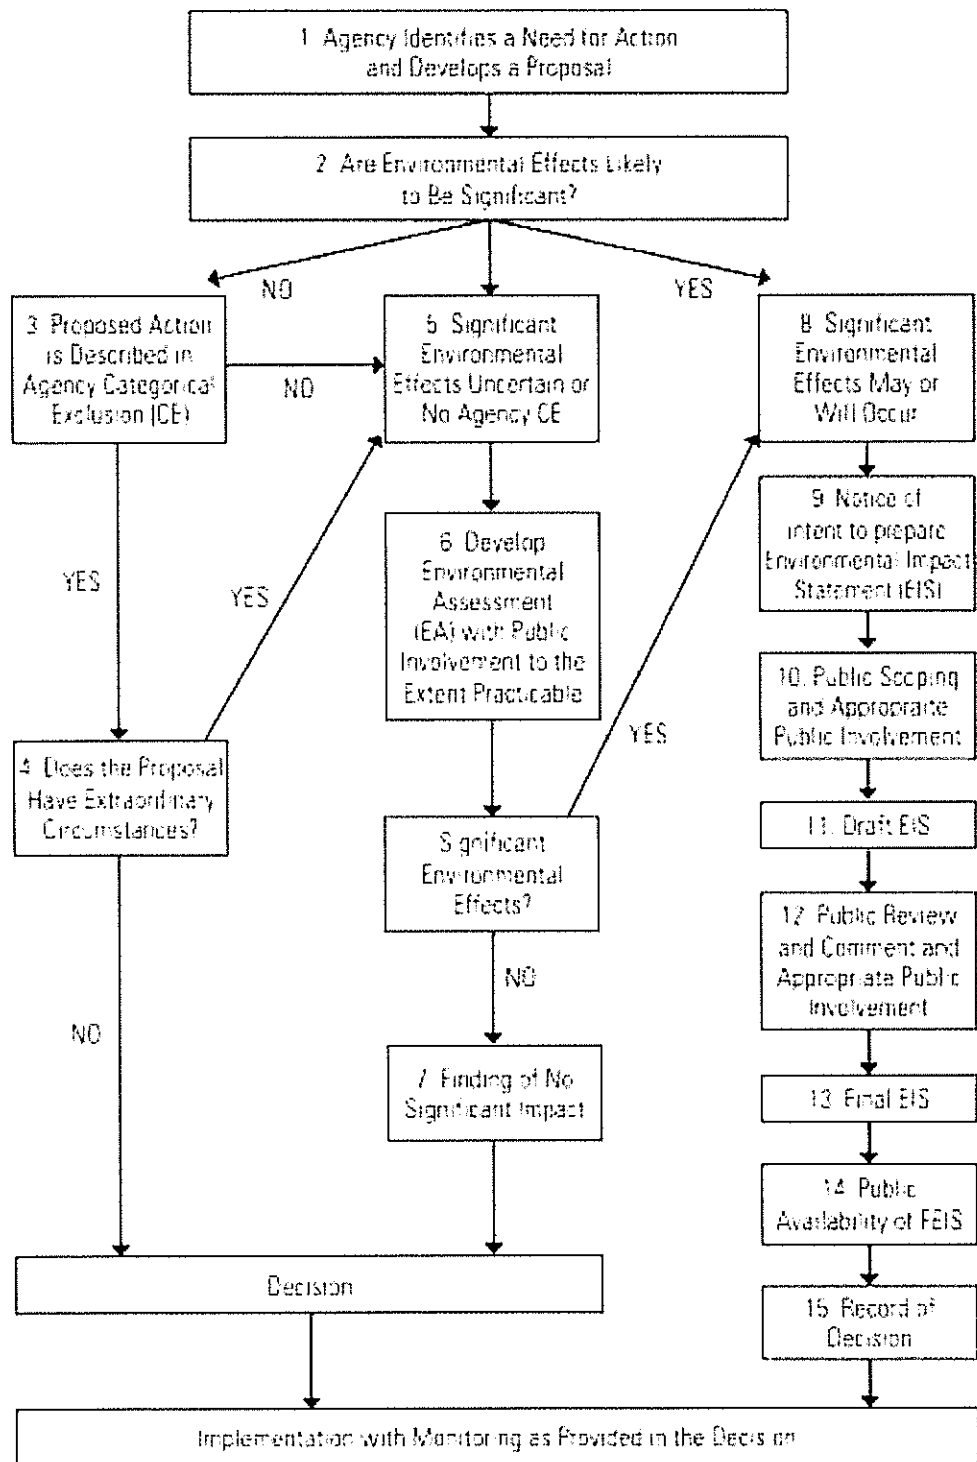 1 Agency Identifies a Need for Action
and Develops a Proposal
2 Are Environmental Effects Likely
to Be Significant?
NO
YES
3 Proposed Action
is Described in
Agency Categorical
Exclusion (CE)
NO
5 Significant
Environmental
Effects Uncertain or
No Agency CE
8 Significant
Environmental
Effects May or
Will Occur
9 Notice of
intent to prepare
Environmental Impact
Statement (EIS)
YES
YES
6 Develop
Environmental
Assessment
(EA) with Public
Involvement to the
Extent Practicable
YES
10. Public Scoping
and Appropraite
Public Involvement
4 Does the Proposal
Have Extraordinary
Circumstances?
Significant
Environmental
Effects?
11. Draft EIS
12 Public Review
and Comment and
Appropriate Public
Involvement
NO
NO
7 Finding of No
Significant Impact
13 Final EIS
14 Public
Availability of FEIS
Decision
15 Record of
Decision
Implementation with Monitoring as Provided in the Decision